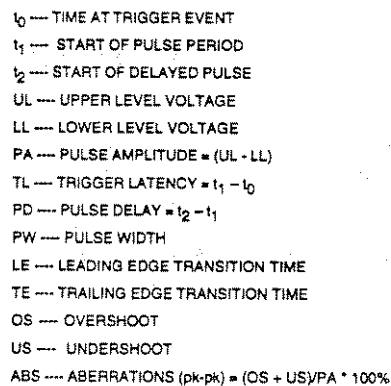 t0 ---- TIME AT TRIGGER EVENT
t1 ---- START OF PULSE PERIOD
t2 ---- START OF DELAYED PULSE
UL ---- UPPER LEVEL VOLTAGE
LL ---- LOWER LEVEL VOLTAGE
PA ---- PULSE AMPLITUDE = (UL - LL)
TL ---- TRIGGER LATENCY = t1 – t0
PD ---- PULSE DELAY = t2 – t1
PW ---- PULSE WIDTH
LE ---- LEADING EDGE TRANSITION TIME
TE ---- TRAILING EDGE TRANSITION TIME
OS ---- OVERSHOOT
US ---- UNDERSHOOT
ABS ---- ABERRATIONS (pk-pk) = (OS + US)/PA * 100%